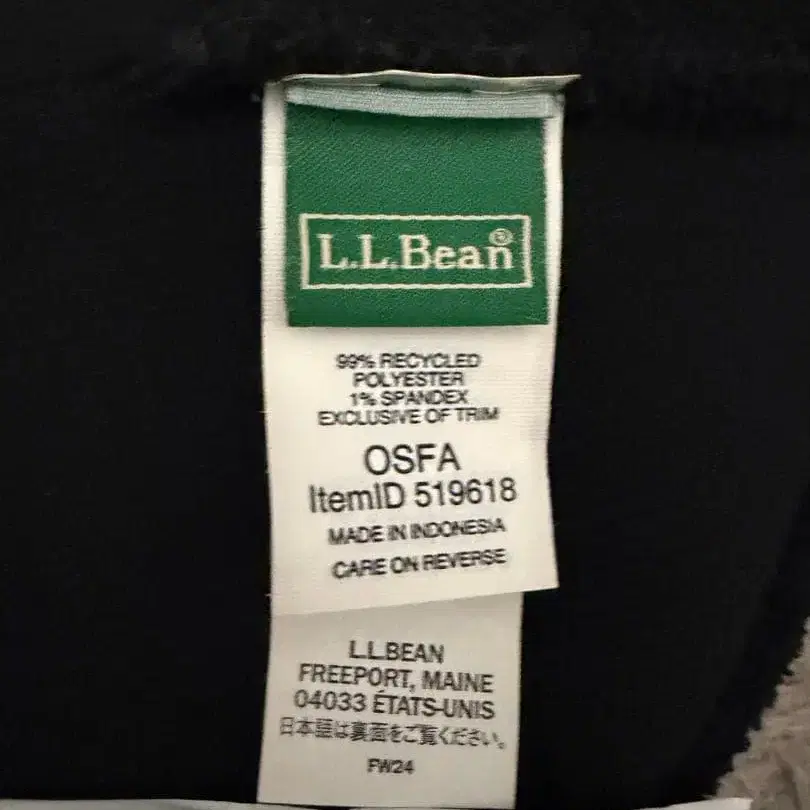 L.L.Bean®
99% RECYCLED
POLYESTER
1% SPANDEX
EXCLUSIVE OF TRIM
OSFA
ItemID 519618
MADE IN INDONESIA
CARE ON REVERSE
L.L.BEAN
FREEPORT, MAINE
04033 ÉTATS-UNIS
日本語は裏面をご覧ください。
FW24